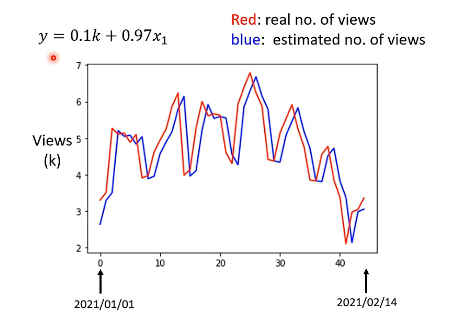 Red: real no. of views
y = 0.1k + 0.97x₁
blue: estimated no. of views
7
6
Views
(k)
5
4
3
2
0 10 20 30 40
2021/01/01
2021/02/14